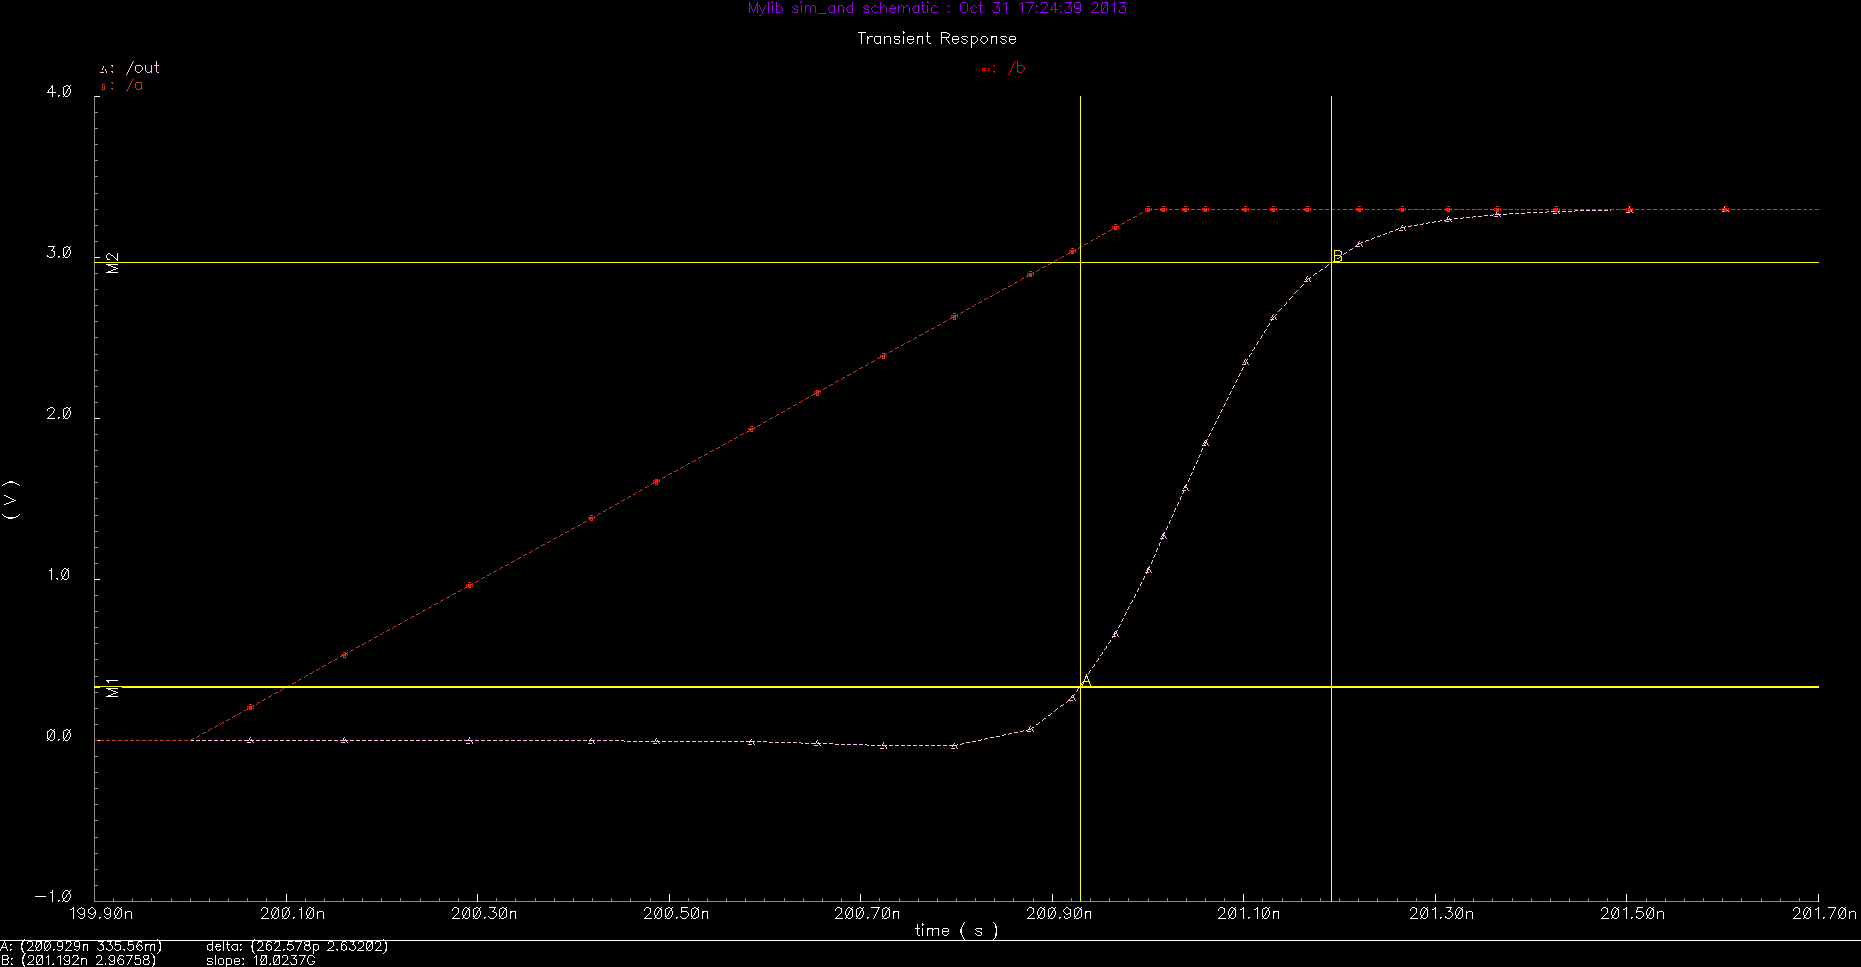 Mylib sim_and schematic : Oct 31 17:24:39 2013
Transient Response
▵: /out
▫: /a
▪: /b
4.0
3.0
2.0
1.0
0.0
-1.0
( V )
M2
M1
B
A
199.90n 200.10n 200.30n 200.50n 200.70n 200.90n 201.10n 201.30n 201.50n 201.70n
time ( s )
A: (200.929n 335.56m) delta: (262.578p 2.63202)
B: (201.192n 2.96758) slope: 10.0237G